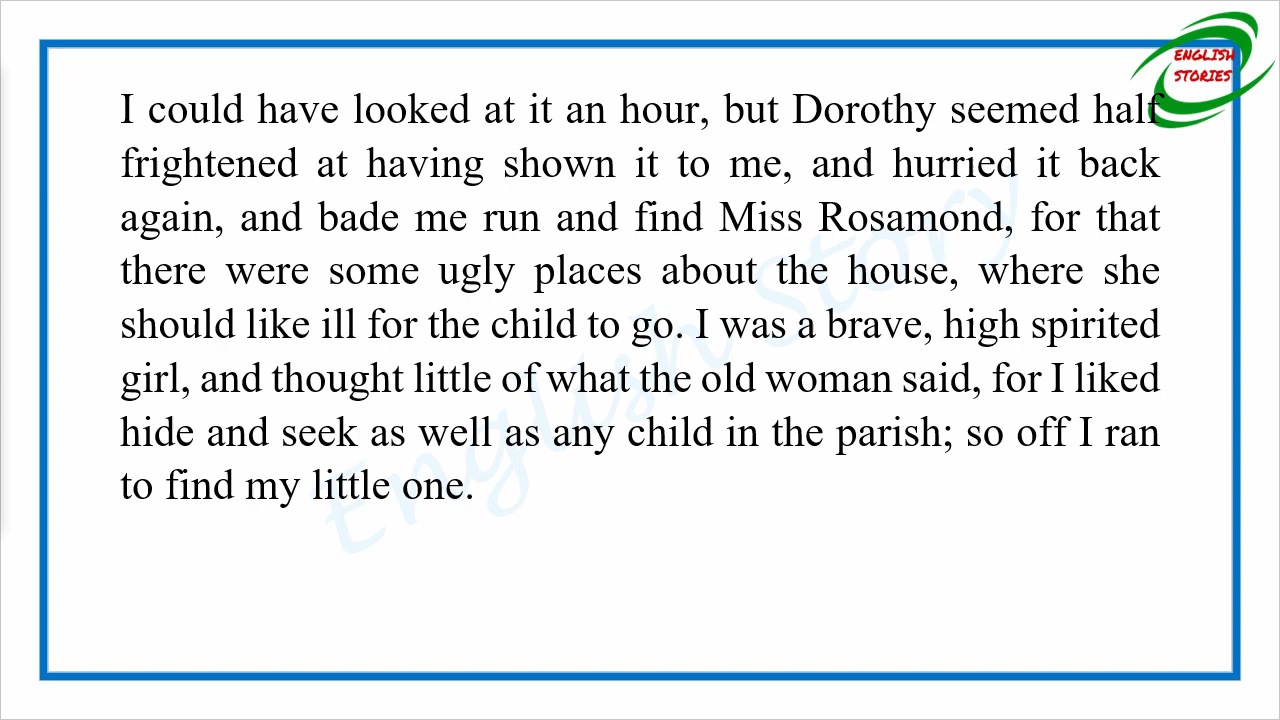 ENGLISH
STORIES
I could have looked at it an hour, but Dorothy seemed half
frightened at having shown it to me, and hurried it back
again, and bade me run and find Miss Rosamond, for that
there were some ugly places about the house, where she
should like ill for the child to go. I was a brave, high spirited
girl, and thought little of what the old woman said, for I liked
hide and seek as well as any child in the parish; so off I ran
to find my little one.
English Story